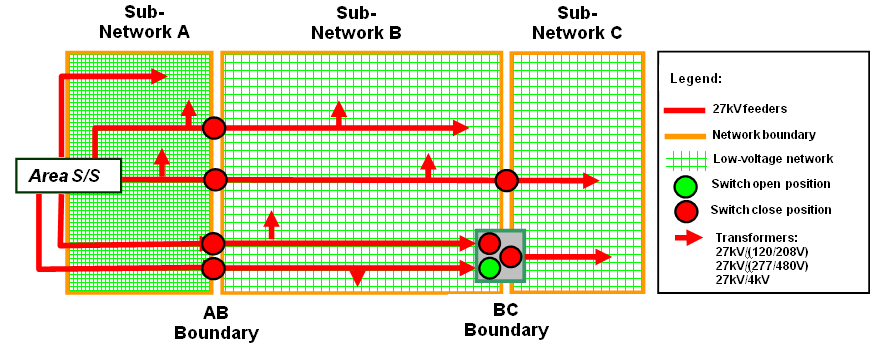 Sub-
Network A
Sub-
Network B
Sub-
Network C
Area S/S
AB
Boundary
BC
Boundary
Legend:
27kV feeders
Network boundary
Low-voltage network
Switch open position
Switch close position
Transformers:
27kV/(120/208V)
27kV/(277/480V)
27kV/4kV